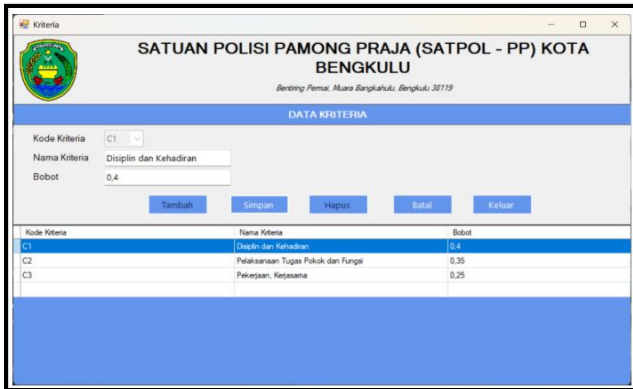 Kriteria
SATUAN POLISI PAMONG PRAJA (SATPOL - PP) KOTA
BENGKULU
Bentiring Permai, Muara Bangkahulu, Bengkulu 38119
DATA KRITERIA
Kode Kriteria C1
Nama Kriteria Disiplin dan Kehadiran
Bobot 0,4
Tambah Simpan Hapus Batal Keluar
Kode Kriteria Nama Kriteria Bobot
C1 Disiplin dan Kehadiran 0,4
C2 Pelaksanaan Tugas Pokok dan Fungsi 0,35
C3 Pekerjaan, Kerjasama 0,25